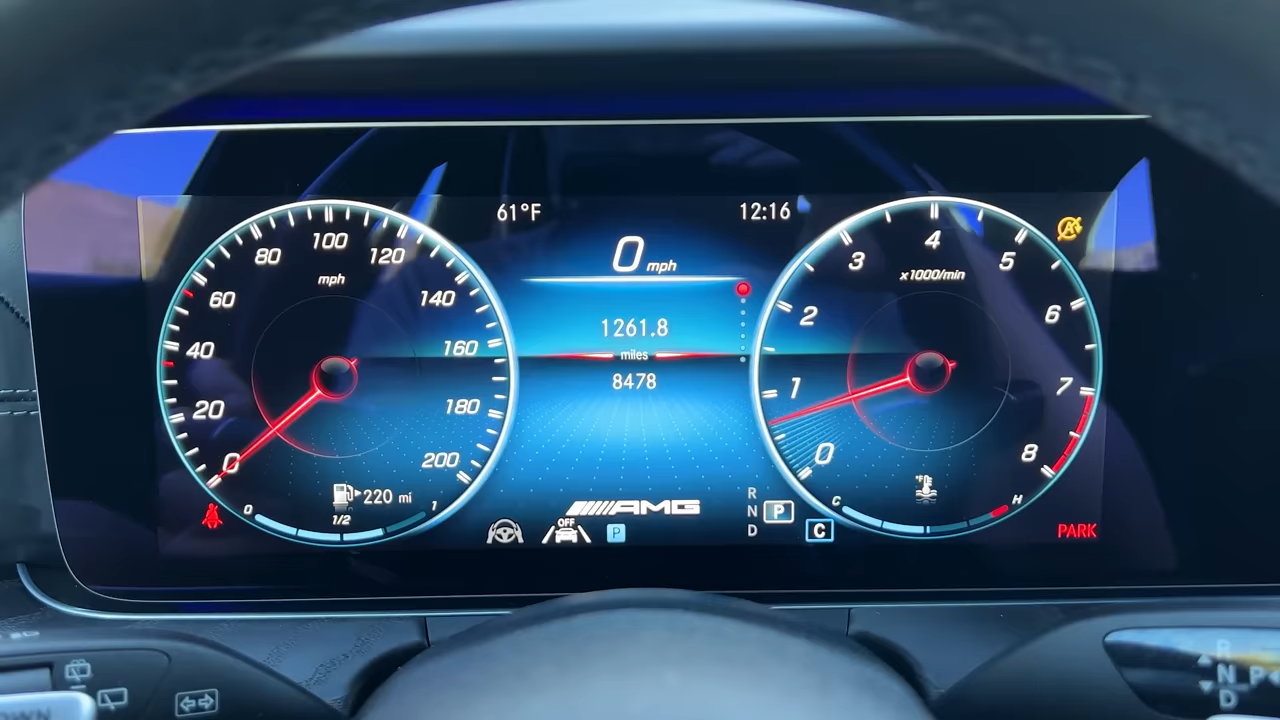 61°F
12:16
0 mph
1261.8
miles
8478
AMG
0
20
40
60
80
100
120
140
160
180
200
mph
220 mi
0
1/2
1
OFF
P
R
N
D
P
C
0
1
2
3
4
5
6
7
8
x1000/min
C
H
A
PARK
OWN
R
N
D
P